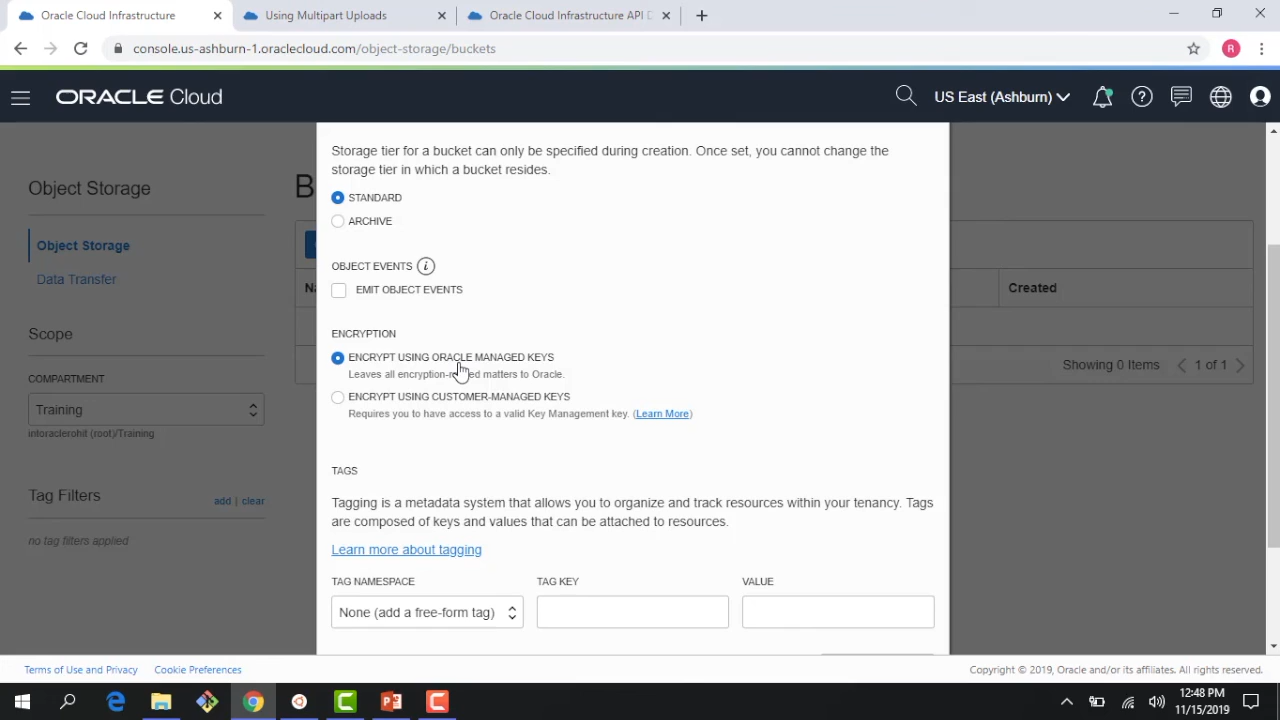 Oracle Cloud Infrastructure
Using Multipart Uploads
Oracle Cloud Infrastructure API D
console.us-ashburn-1.oraclecloud.com/object-storage/buckets
R
ORACLE Cloud
US East (Ashburn)
Object Storage
Object Storage
Data Transfer
Scope
COMPARTMENT
Training
intoraclerohit (root)/Training
Tag Filters
add | clear
no tag filters applied
B
Na
Created
Showing 0 Items
1 of 1
Storage tier for a bucket can only be specified during creation. Once set, you cannot change the
storage tier in which a bucket resides.
STANDARD
ARCHIVE
OBJECT EVENTS
EMIT OBJECT EVENTS
ENCRYPTION
ENCRYPT USING ORACLE MANAGED KEYS
Leaves all matters to Oracle.
ENCRYPT USING CUSTOMER-MANAGED KEYS
Requires you to have access to a valid Key Management key. (Learn More)
TAGS
Tagging is a metadata system that allows you to organize and track resources within your tenancy. Tags
are composed of keys and values that can be attached to resources.
Learn more about tagging
TAG NAMESPACE
TAG KEY
VALUE
None (add a free-form tag)
Terms of Use and Privacy
Cookie Preferences
Copyright © 2019, Oracle and/or its affiliates. All rights reserved.
12:48 PM
11/15/2019